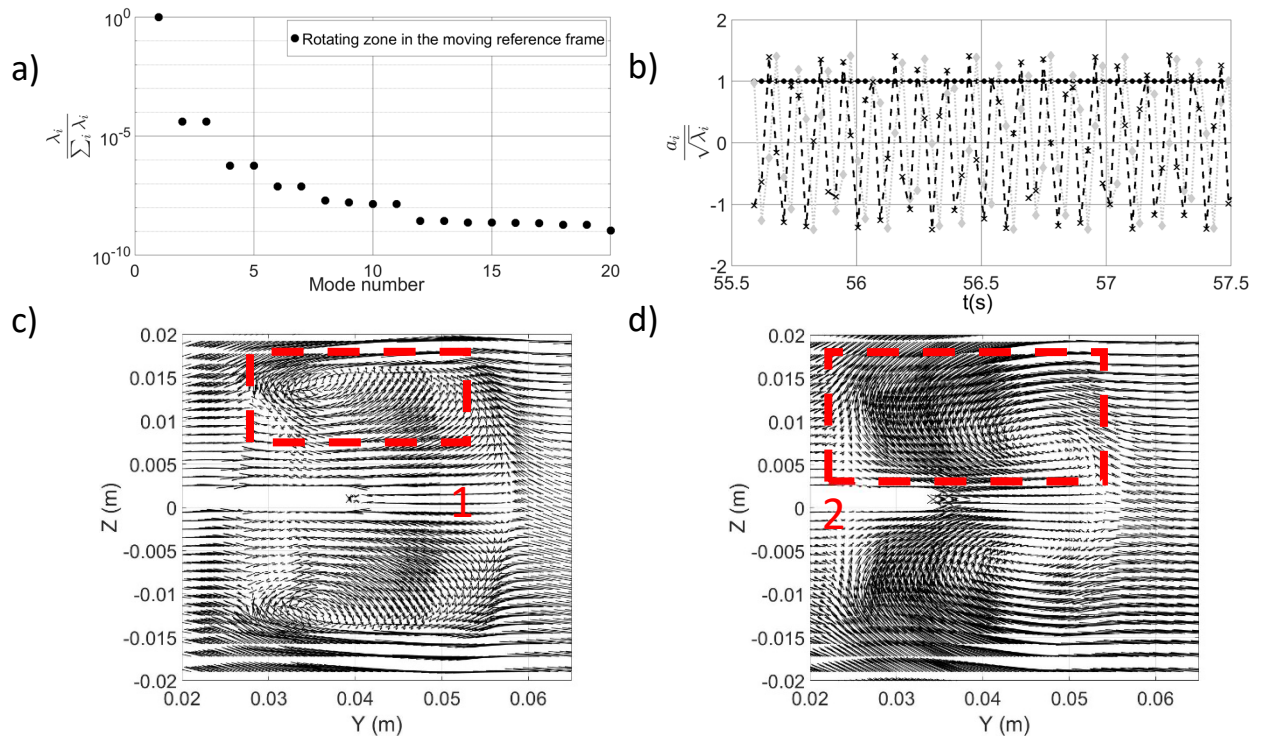 a)
10^0
10^-5
10^-10
λ_i / ∑_i λ_i
Rotating zone in the moving reference frame
0 5 10 15 20
Mode number
b)
2
1
0
-1
-2
a_i / √λ_i
55.5 56 56.5 57 57.5
t(s)
c)
0.02
0.015
0.01
0.005
0
-0.005
-0.01
-0.015
-0.02
Z (m)
1
0.02 0.03 0.04 0.05 0.06
Y (m)
d)
0.02
0.015
0.01
0.005
0
-0.005
-0.01
-0.015
-0.02
Z (m)
2
0.02 0.03 0.04 0.05 0.06
Y (m)